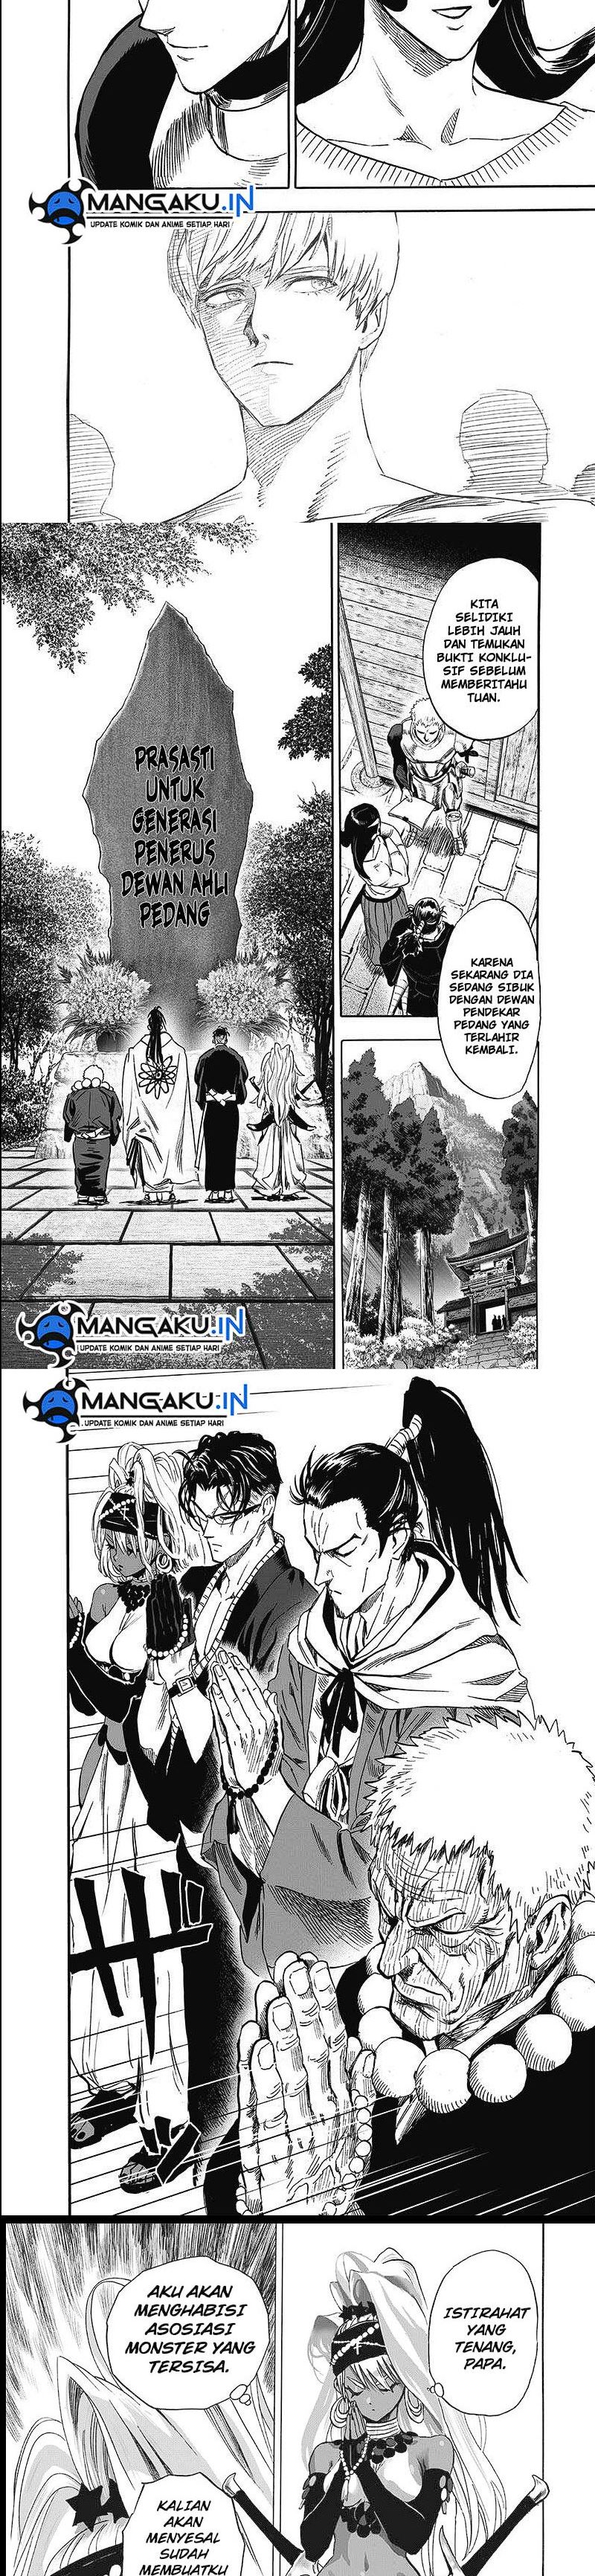 MANGAKU.IN
UPDATE KOMIK DAN ANIME SETIAP HARI
KITA
SELIDIKI
LEBIH JAUH
DAN TEMUKAN
BUKTI KONKLU-
SIF SEBELUM
MEMBERITAHU
TUAN.
KARENA
SEKARANG DIA
SEDANG SIBUK
DENGAN DEWAN
PENDEKAR
PEDANG YANG
TERLAHIR
KEMBALI.
PRASASTI
UNTUK
GENERASI
PENERUS
DEWAN AHLI
PEDANG
MANGAKU.IN
UPDATE KOMIK DAN ANIME SETIAP HARI
MANGAKU.IN
UPDATE KOMIK DAN ANIME SETIAP HARI
ISTIRAHAT
YANG
TENANG,
PAPA.
AKU AKAN
MENGHABISI
ASOSIASI
MONSTER YANG
TERSISA.
KALIAN
AKAN
MENYESAL
SUDAH
MEMBUATKU